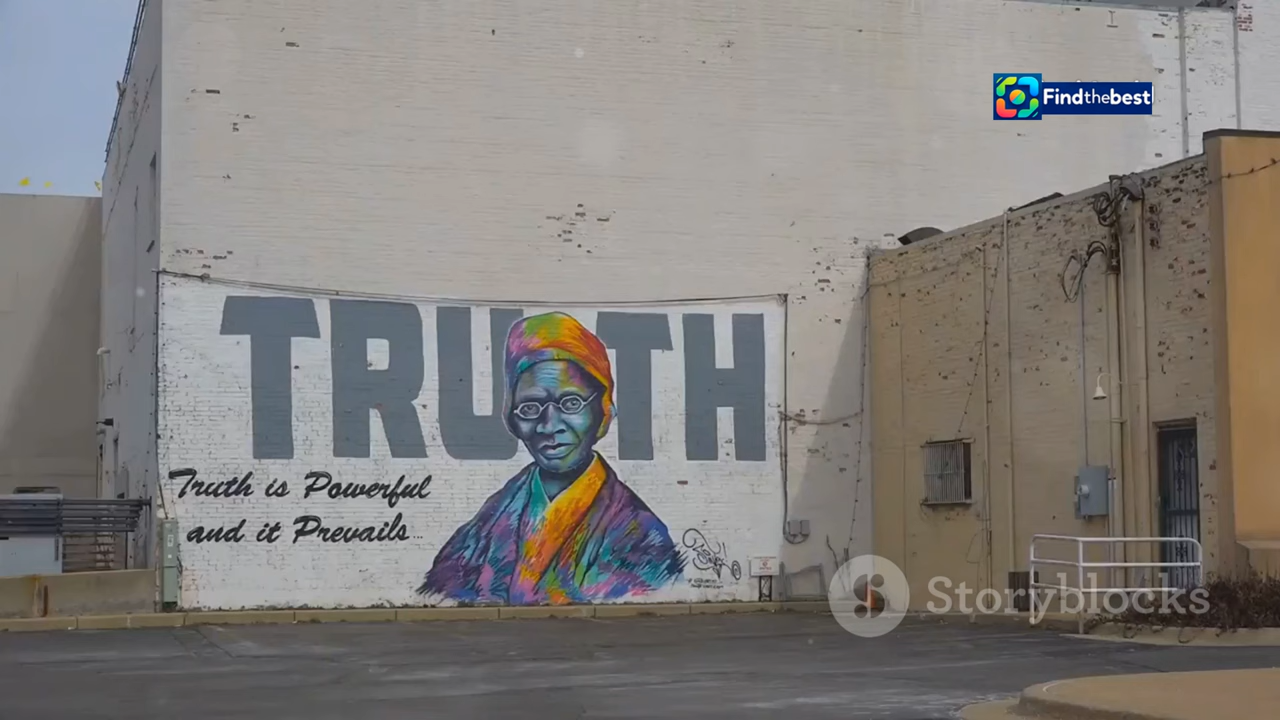 Findthebest
TRUTH
Truth is Powerful
and it Prevails...
Storyblocks